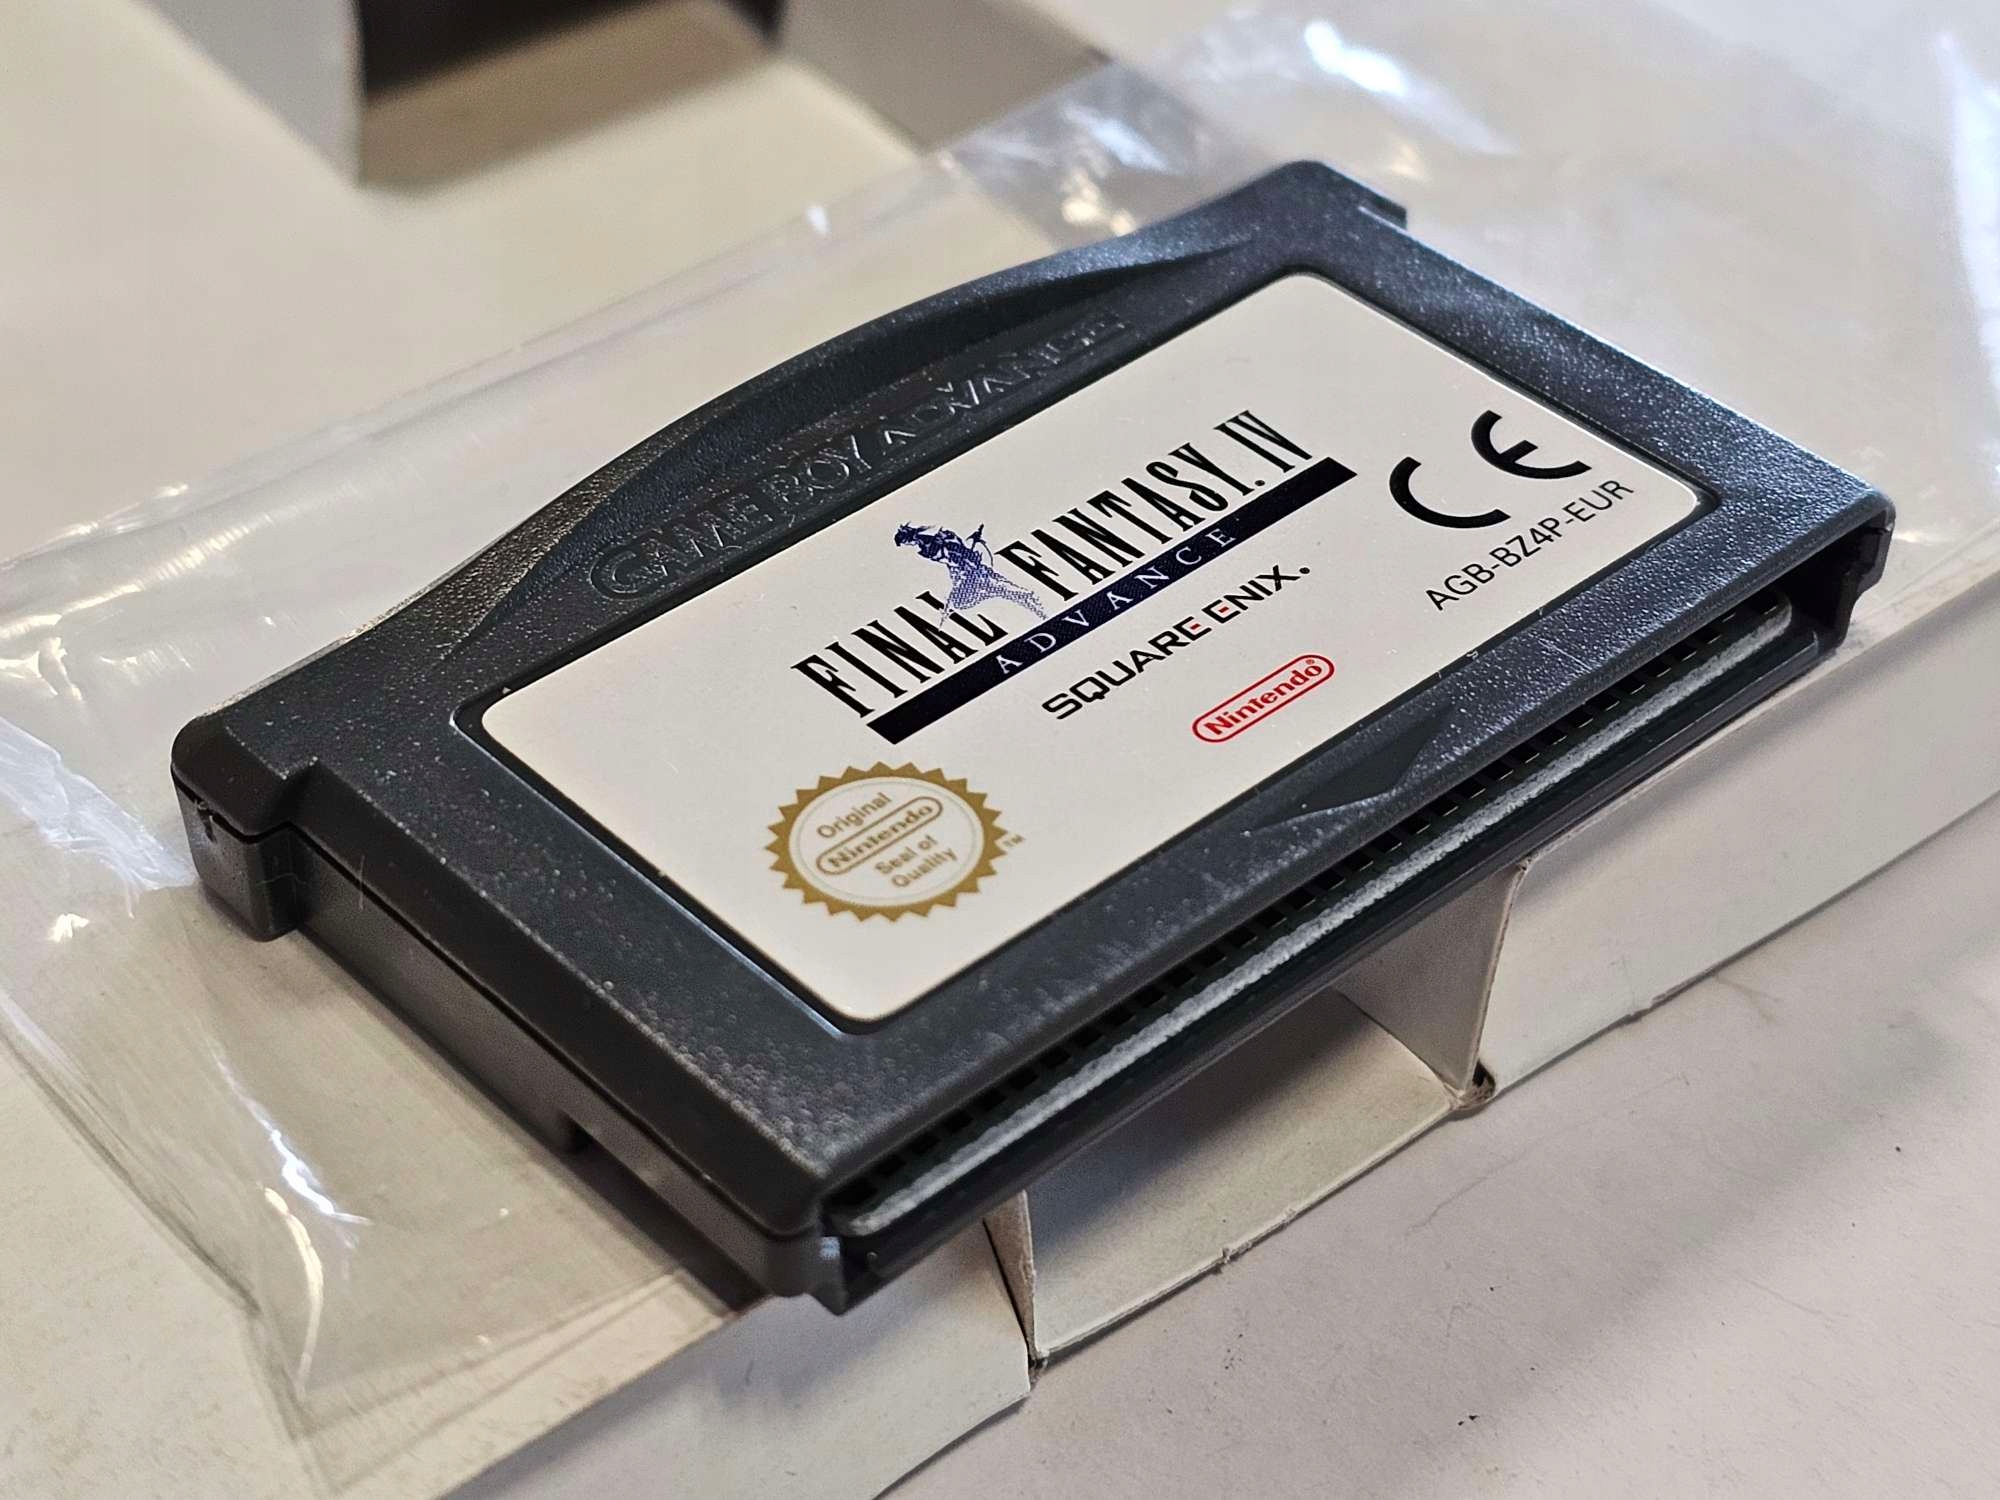 GAME BOY ADVANCE
FINAL FANTASY. IV
ADVANCE
SQUARE ENIX.
Nintendo®
CE
AGB-BZ4P-EUR
Original
Nintendo
Seal of
Quality
TM